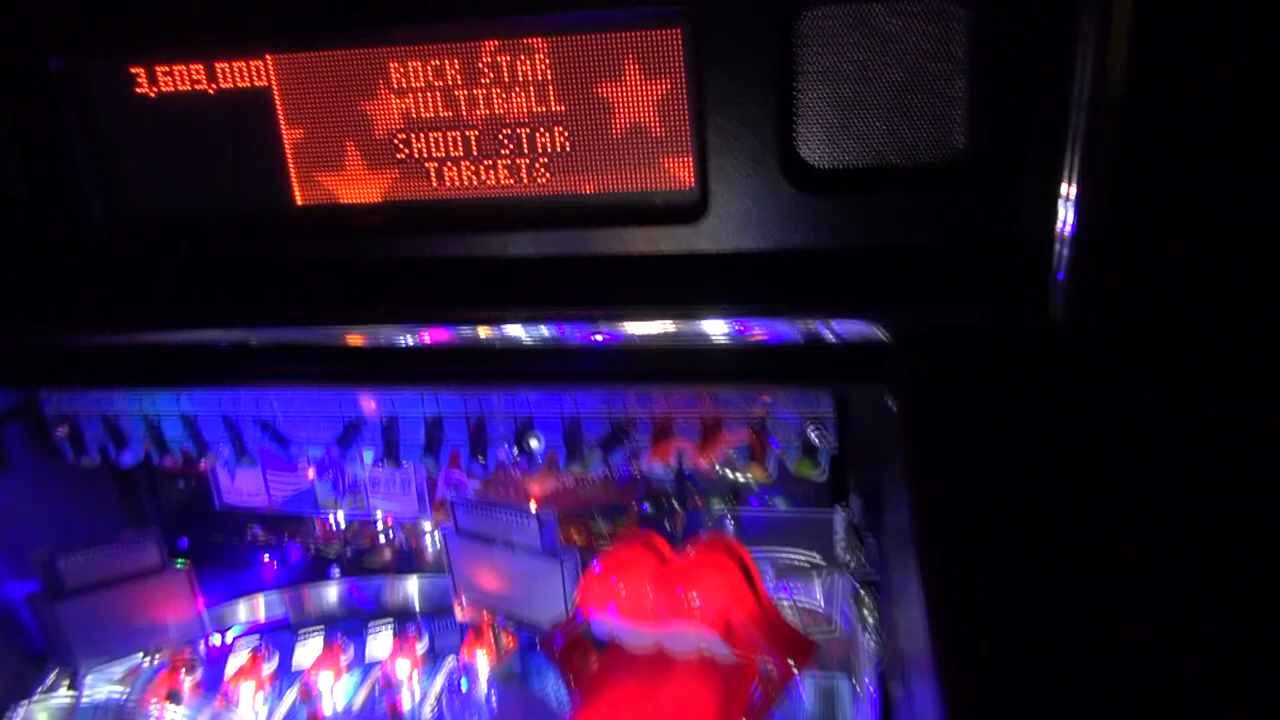 3,609,000
ROCK STAR
MULTIBALL
SHOOT STAR
TARGETS